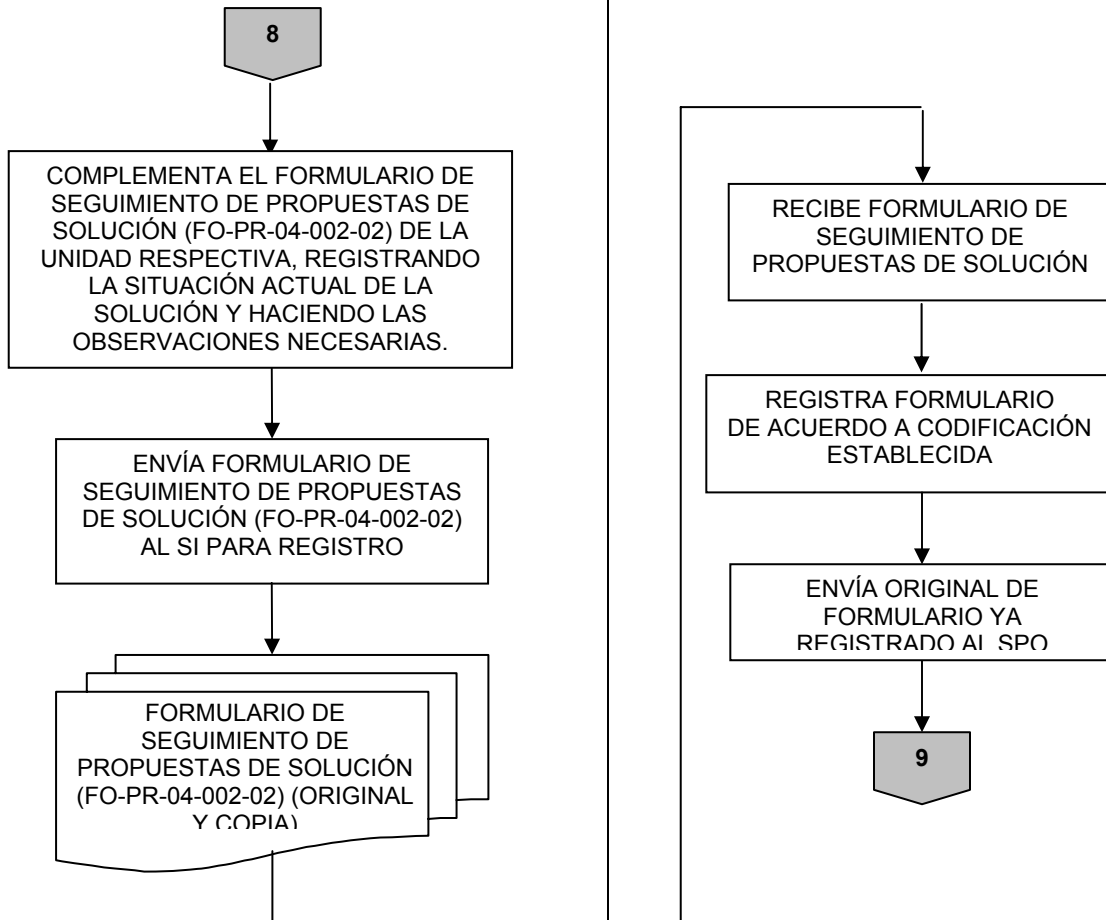 8
COMPLEMENTA EL FORMULARIO DE
SEGUIMIENTO DE PROPUESTAS DE
SOLUCIÓN (FO-PR-04-002-02) DE LA
UNIDAD RESPECTIVA, REGISTRANDO
LA SITUACIÓN ACTUAL DE LA
SOLUCIÓN Y HACIENDO LAS
OBSERVACIONES NECESARIAS.
ENVÍA FORMULARIO DE
SEGUIMIENTO DE PROPUESTAS
DE SOLUCIÓN (FO-PR-04-002-02)
AL SI PARA REGISTRO
FORMULARIO DE
SEGUIMIENTO DE
PROPUESTAS DE SOLUCIÓN
(FO-PR-04-002-02) (ORIGINAL
Y COPIA)
RECIBE FORMULARIO DE
SEGUIMIENTO DE
PROPUESTAS DE SOLUCIÓN
REGISTRA FORMULARIO
DE ACUERDO A CODIFICACIÓN
ESTABLECIDA
ENVÍA ORIGINAL DE
FORMULARIO YA
REGISTRADO AL SPO
9